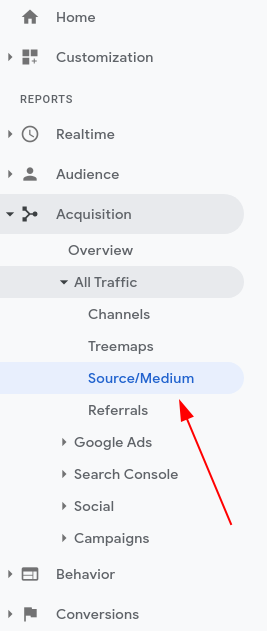 Home
Customization
REPORTS
Realtime
Audience
Acquisition
Overview
All Traffic
Channels
Treemaps
Source/Medium
Referrals
Google Ads
Search Console
Social
Campaigns
Behavior
Conversions